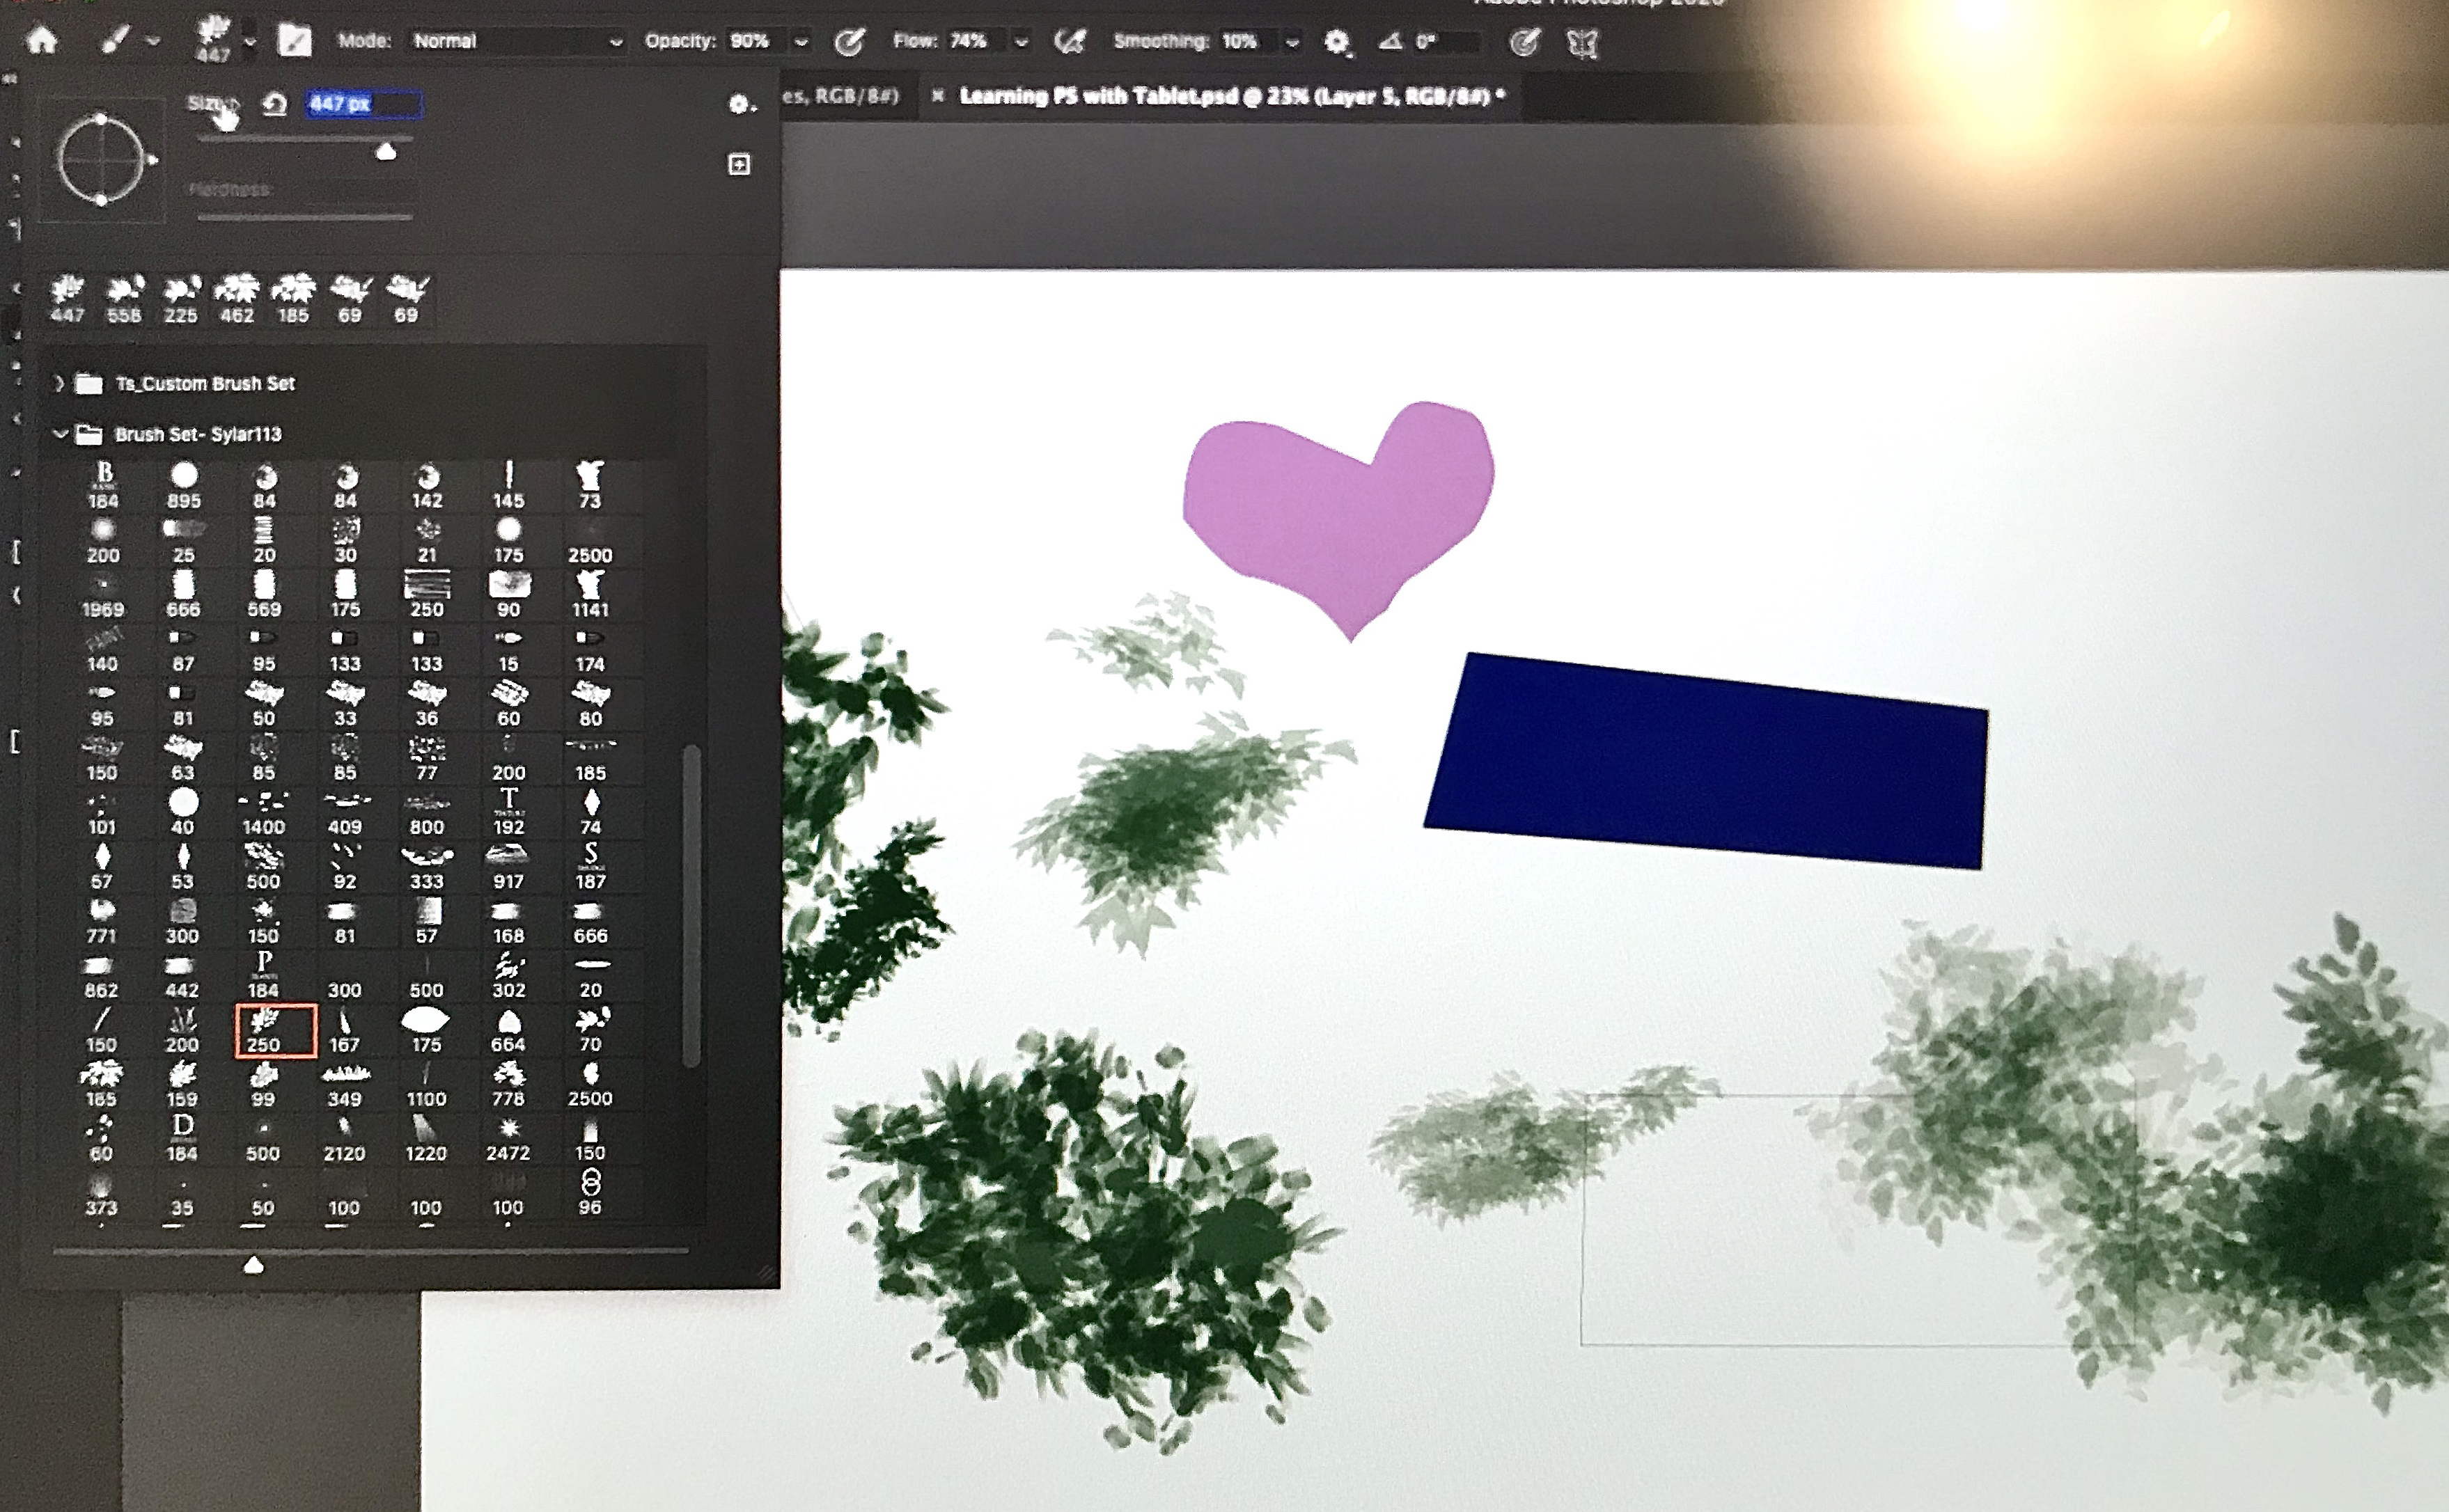 447
Mode: Normal Opacity: 90% Flow: 74% Smoothing: 10% 0°
es, RGB/8#)
× Learning PS with Tablet.psd @ 23% (Layer 5, RGB/8#) *
Size: 447 px
Hardness:
447 558 225 462 185 69 69
Ts_Custom Brush Set
Brush Set- Sylar113
B
184 895 84 84 142 145 73
200 25 20 30 21 175 2500
1969 666 569 175 250 90 1141
PAINT
140 87 95 133 133 15 174
95 81 50 33 36 60 80
150 63 85 85 77 200 185
T
101 40 1400 409 800 192 74
S
67 53 500 92 333 917 187
771 300 150 81 57 168 666
P
862 442 184 300 500 302 20
150 200 250 167 175 664 70
165 159 99 349 1100 778 2500
D
60 184 500 2120 1220 2472 150
373 35 50 100 100 100 96